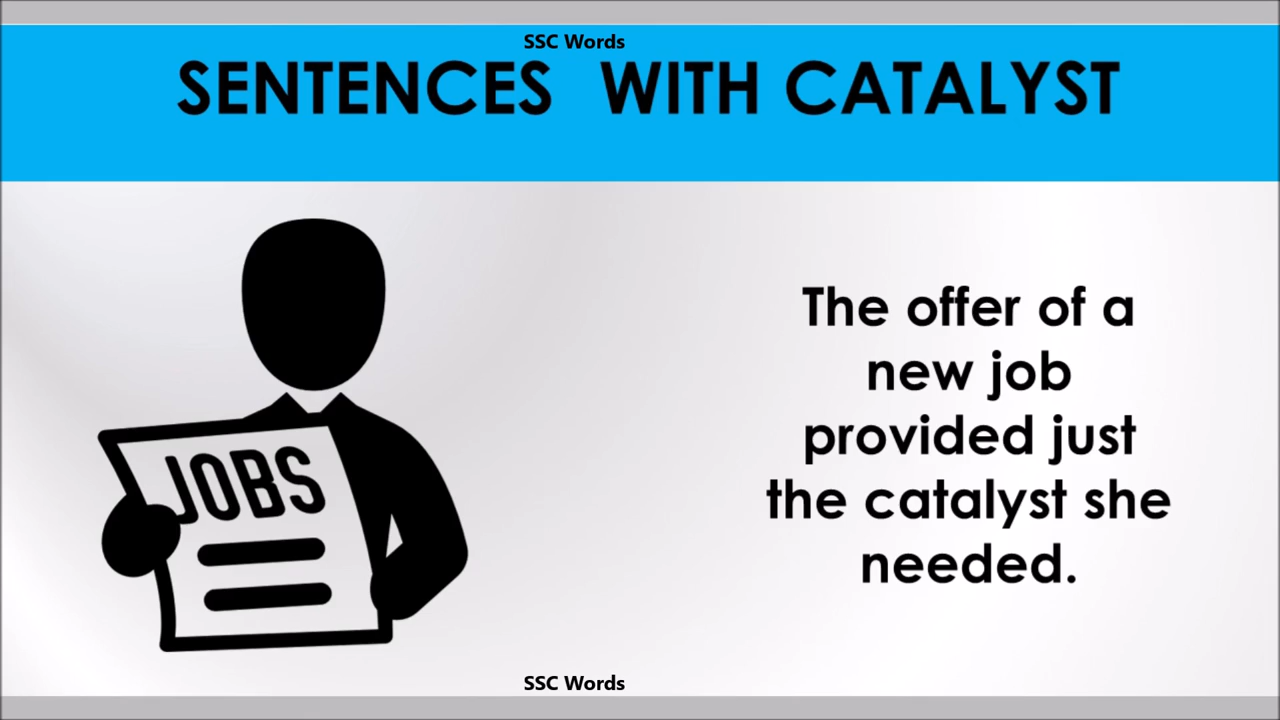 SSC Words
SENTENCES WITH CATALYST
JOBS
The offer of a
new job
provided just
the catalyst she
needed.
SSC Words